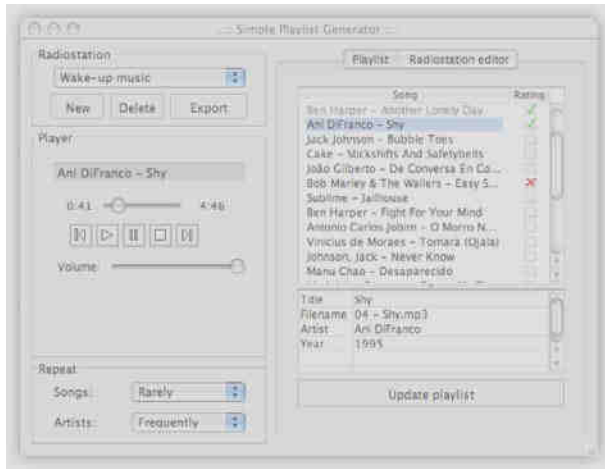 .::: Simple Playlist Generator :::.
Radiostation
Wake-up music
New Delete Export
Player
Ani DiFranco – Shy
0:41 4:46
Volume
Repeat
Songs: Rarely
Artists: Frequently
Playlist Radiostation editor
Song Rating
Ben Harper – Another Lonely Day
Ani DiFranco – Shy
Jack Johnson – Bubble Toes
Cake – Stickshifts And Safetybelts
João Gilberto – De Conversa En Co...
Bob Marley & The Wailers – Easy S...
Sublime – Jailhouse
Ben Harper – Fight For Your Mind
Antonio Carlos Jobim – O Morro N...
Vinicius de Moraes – Tomara (Ojala)
Johnson, Jack – Never Know
Manu Chao – Desaparecido
Title Shy
Filename 04 – Shy.mp3
Artist Ani DiFranco
Year 1995
Update playlist